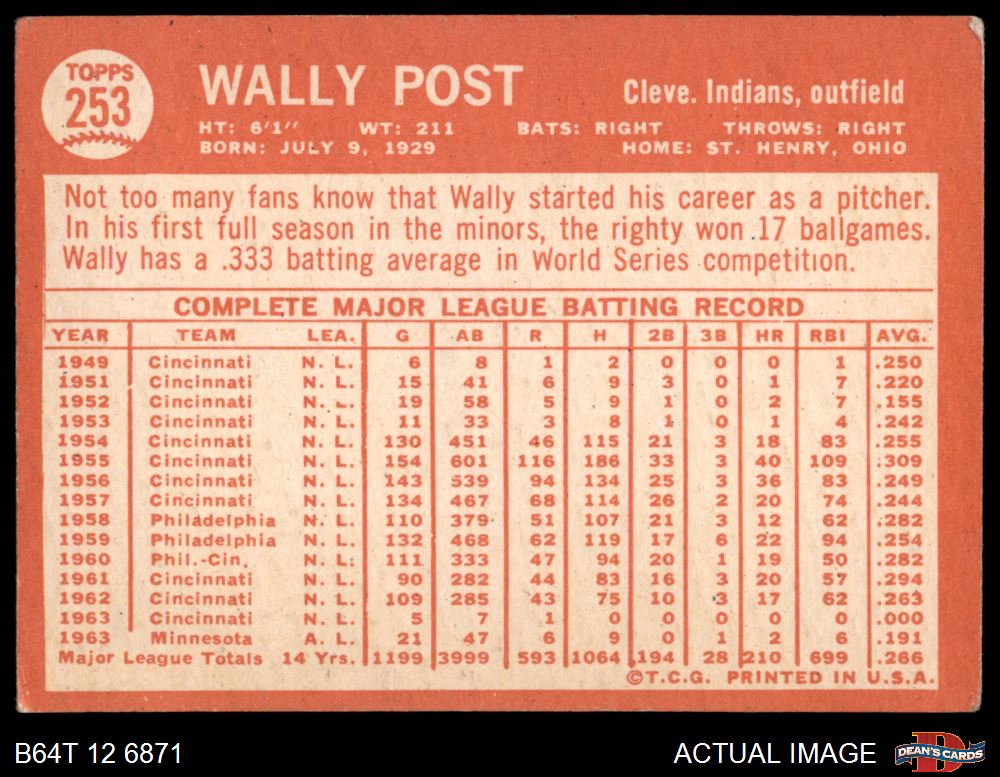 TOPPS
253
WALLY POST
Cleve. Indians, outfield
HT: 6'1" WT: 211 BATS: RIGHT THROWS: RIGHT
BORN: JULY 9, 1929 HOME: ST. HENRY, OHIO
Not too many fans know that Wally started his career as a pitcher.
In his first full season in the minors, the righty won 17 ballgames.
Wally has a .333 batting average in World Series competition.
COMPLETE MAJOR LEAGUE BATTING RECORD
YEAR TEAM LEA. G AB R H 2B 3B HR RBI AVG.
1949 Cincinnati N. L. 6 8 1 2 0 0 0 1 .250
1951 Cincinnati N. L. 15 41 6 9 3 0 1 7 .220
1952 Cincinnati N. L. 19 58 5 9 1 0 2 7 .155
1953 Cincinnati N. L. 11 33 3 8 1 0 1 4 .242
1954 Cincinnati N. L. 130 451 46 115 21 3 18 83 .255
1955 Cincinnati N. L. 154 601 116 186 33 3 40 109 .309
1956 Cincinnati N. L. 143 539 94 134 25 3 36 83 .249
1957 Cincinnati N. L. 134 467 68 114 26 2 20 74 .244
1958 Philadelphia N. L. 110 379 51 107 21 3 12 62 .282
1959 Philadelphia N. L. 132 468 62 119 17 6 22 94 .254
1960 Phil.-Cin. N. L. 111 333 47 94 20 1 19 50 .282
1961 Cincinnati N. L. 90 282 44 83 16 3 20 57 .294
1962 Cincinnati N. L. 109 285 43 75 10 3 17 62 .263
1963 Cincinnati N. L. 5 7 1 0 0 0 0 0 .000
1963 Minnesota A. L. 21 47 6 9 0 1 2 6 .191
Major League Totals 14 Yrs. 1199 3999 593 1064 194 28 210 699 .266
©T.C.G. PRINTED IN U.S.A.
B64T 12 6871
ACTUAL IMAGE
D
DEAN'S CARDS